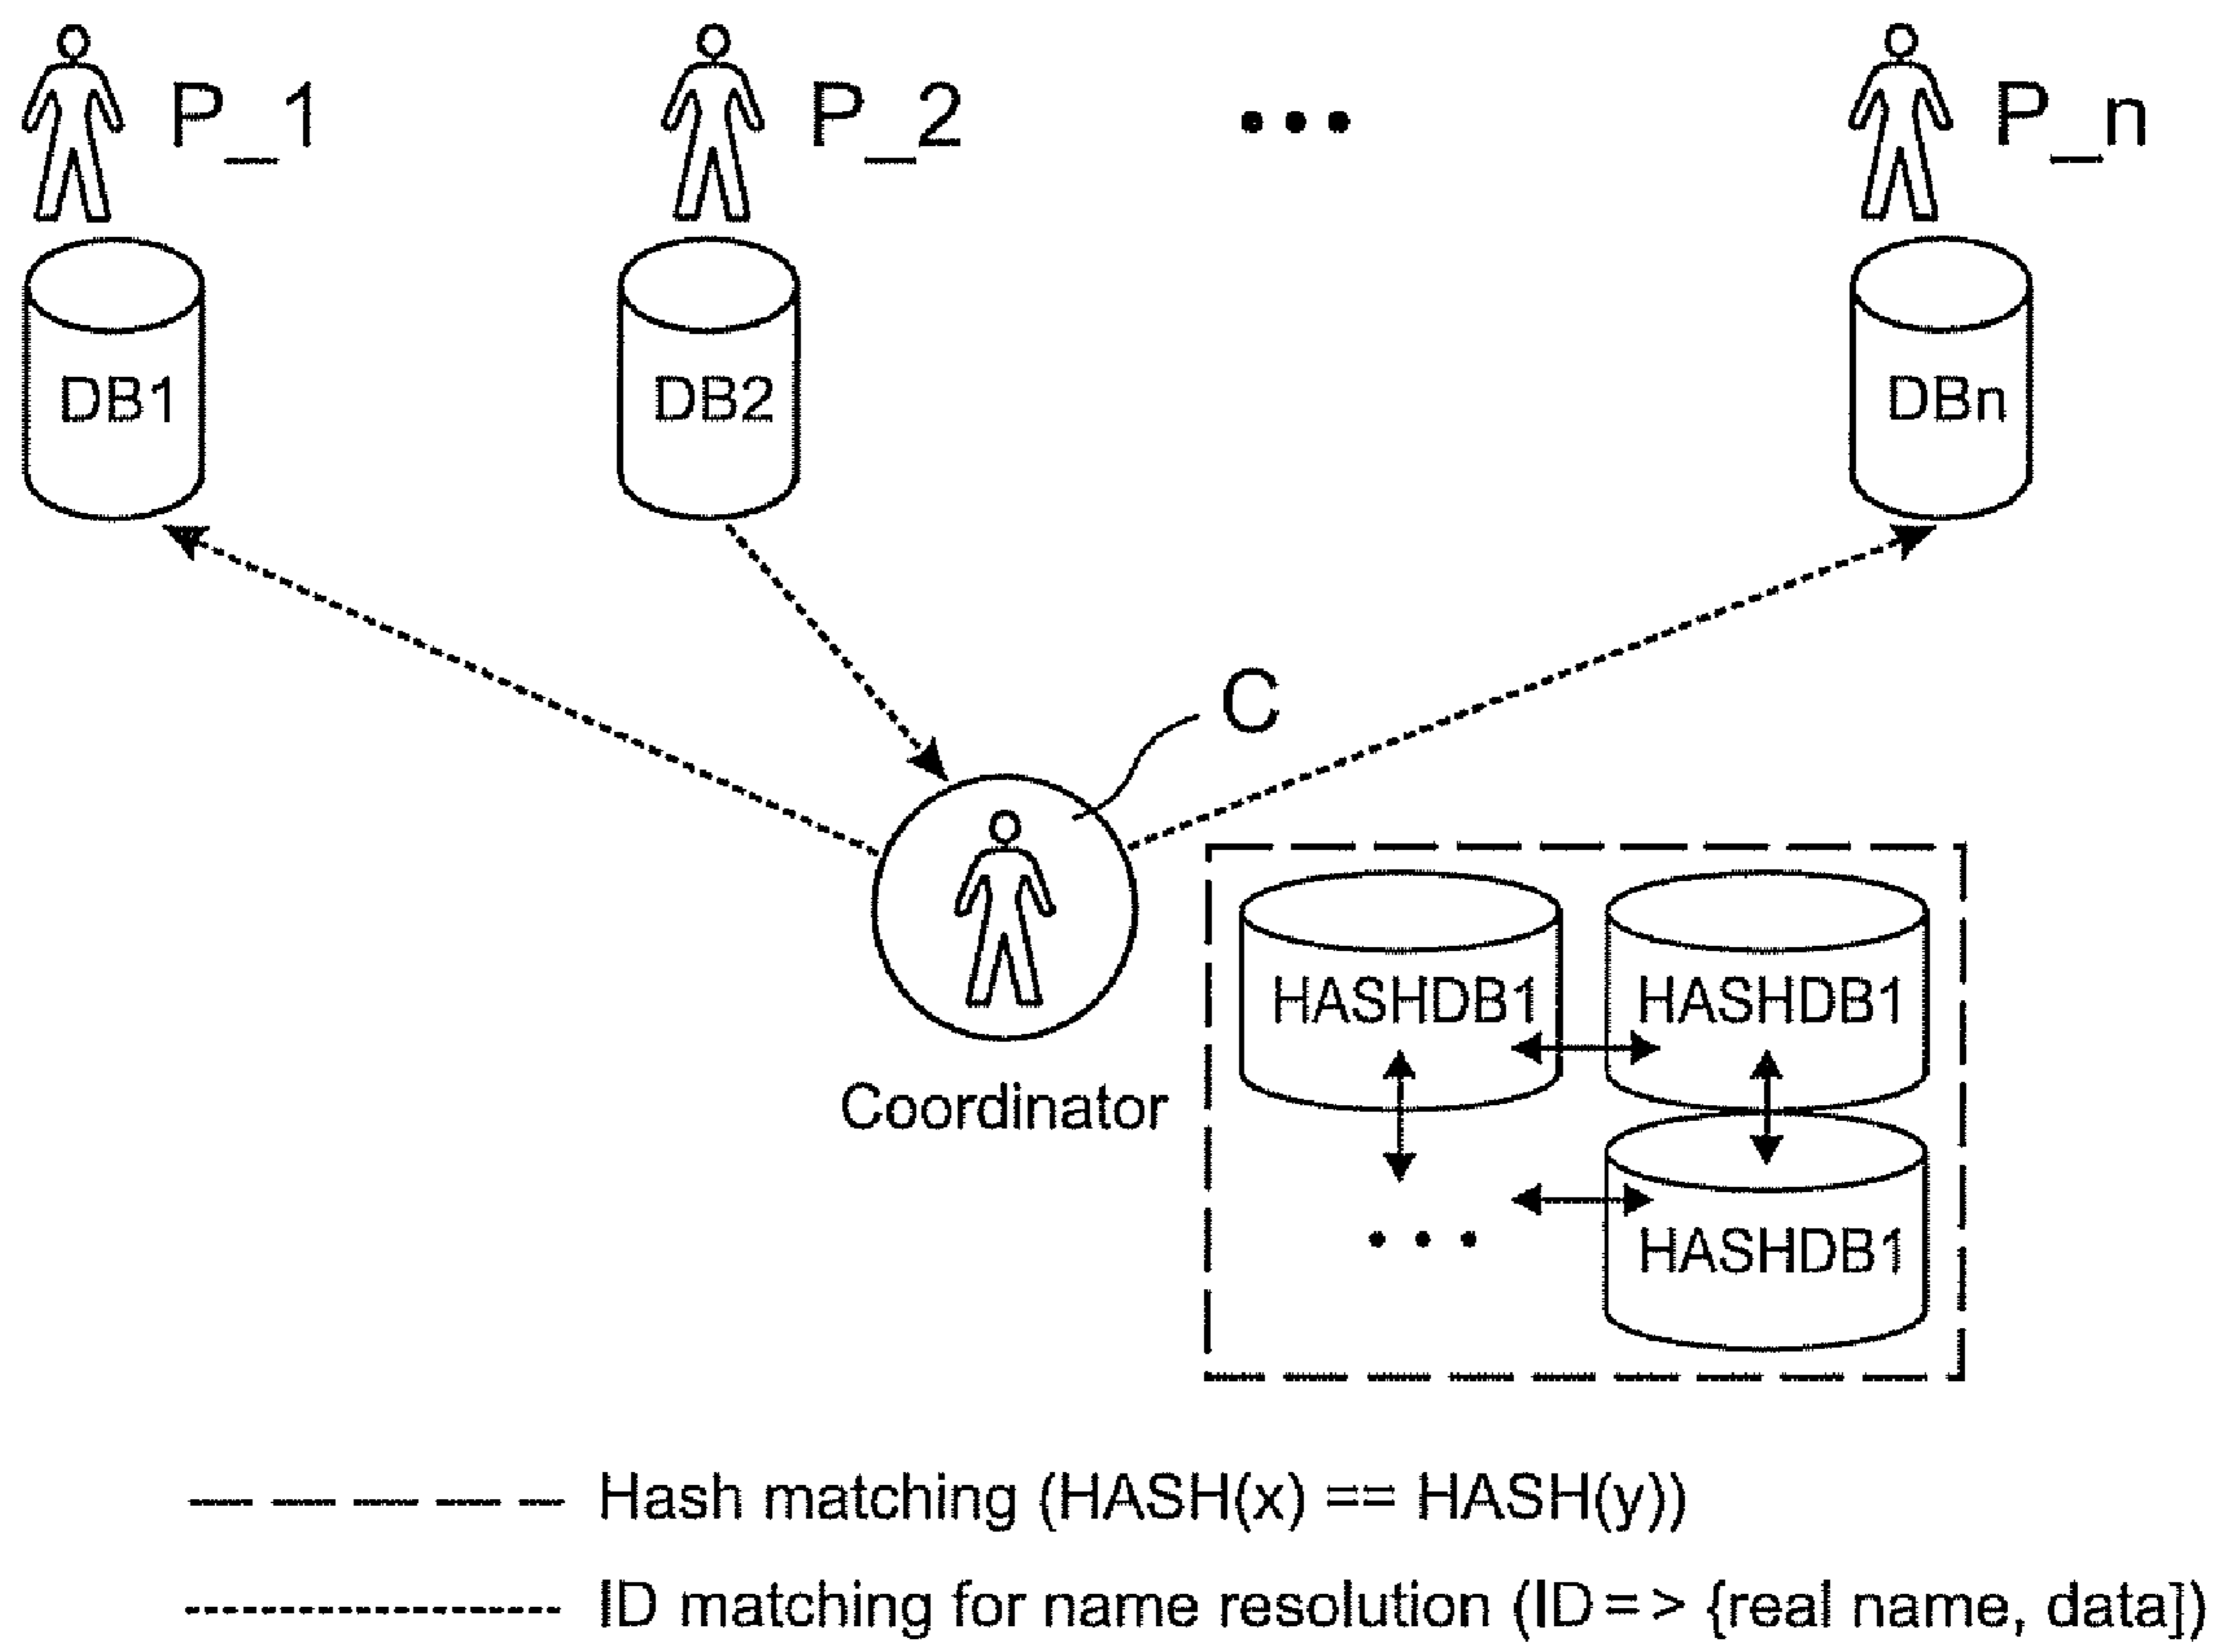 P_1 P_2 ... P_n
DB1 DB2 DBn
C
Coordinator
HASHDB1 HASHDB1
... HASHDB1
Hash matching (HASH(x) == HASH(y))
ID matching for name resolution (ID = > {real name, data])